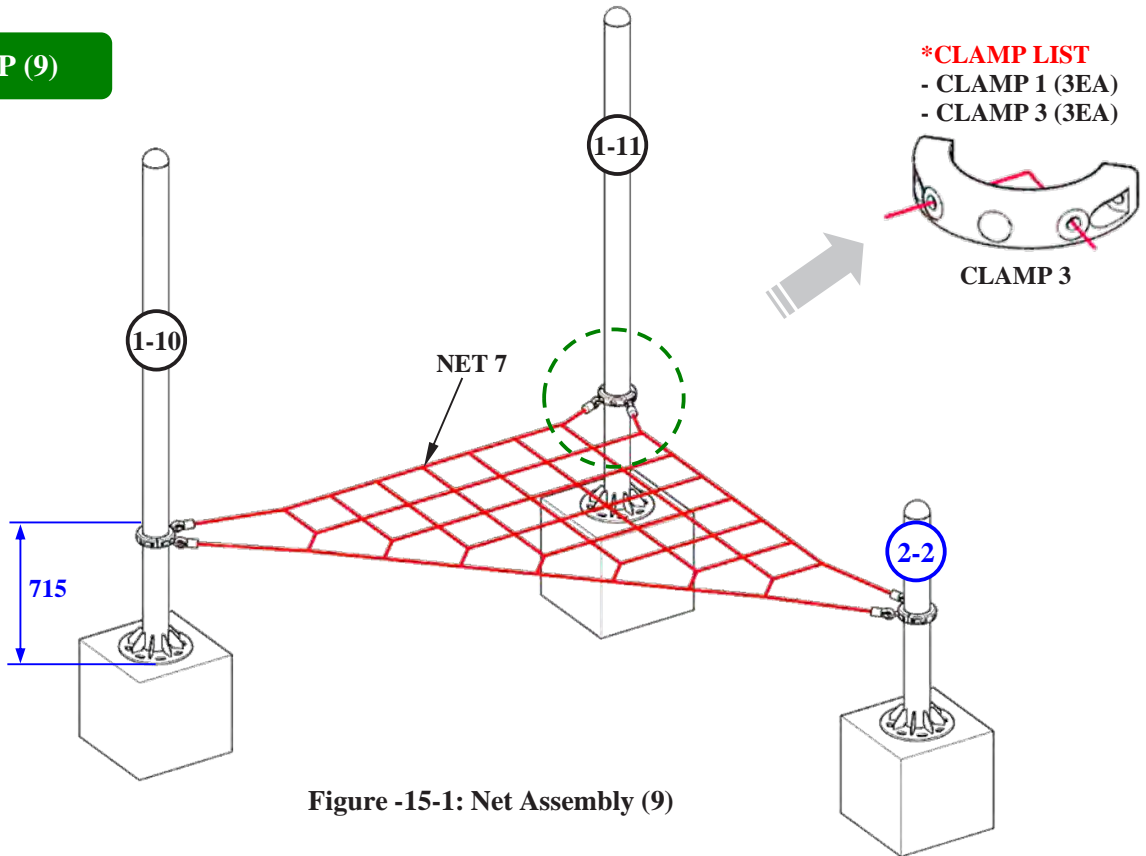 P (9)
*CLAMP LIST
- CLAMP 1 (3EA)
- CLAMP 3 (3EA)
CLAMP 3
1-11
1-10
NET 7
2-2
715
Figure -15-1: Net Assembly (9)